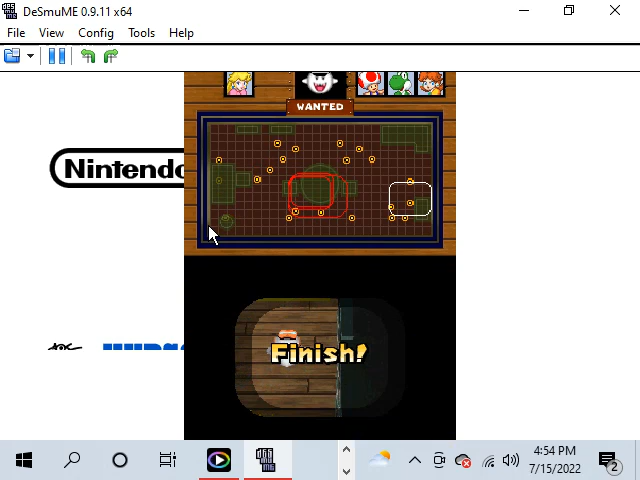 DeSmuME 0.9.11 x64
File View Config Tools Help
WANTED
Nintendo
Finish!
4:54 PM
7/15/2022
2